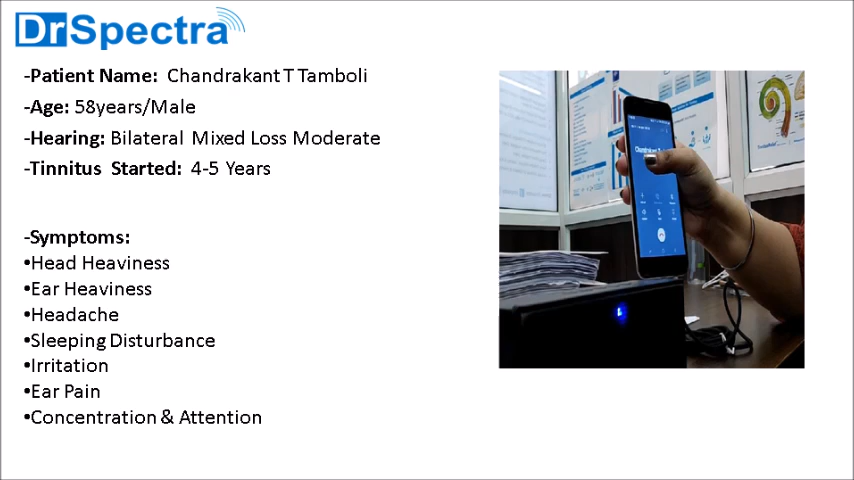 DrSpectra
-Patient Name: Chandrakant T Tamboli
-Age: 58years/Male
-Hearing: Bilateral Mixed Loss Moderate
-Tinnitus Started: 4-5 Years
-Symptoms:
•Head Heaviness
•Ear Heaviness
•Headache
•Sleeping Disturbance
•Irritation
•Ear Pain
•Concentration & Attention